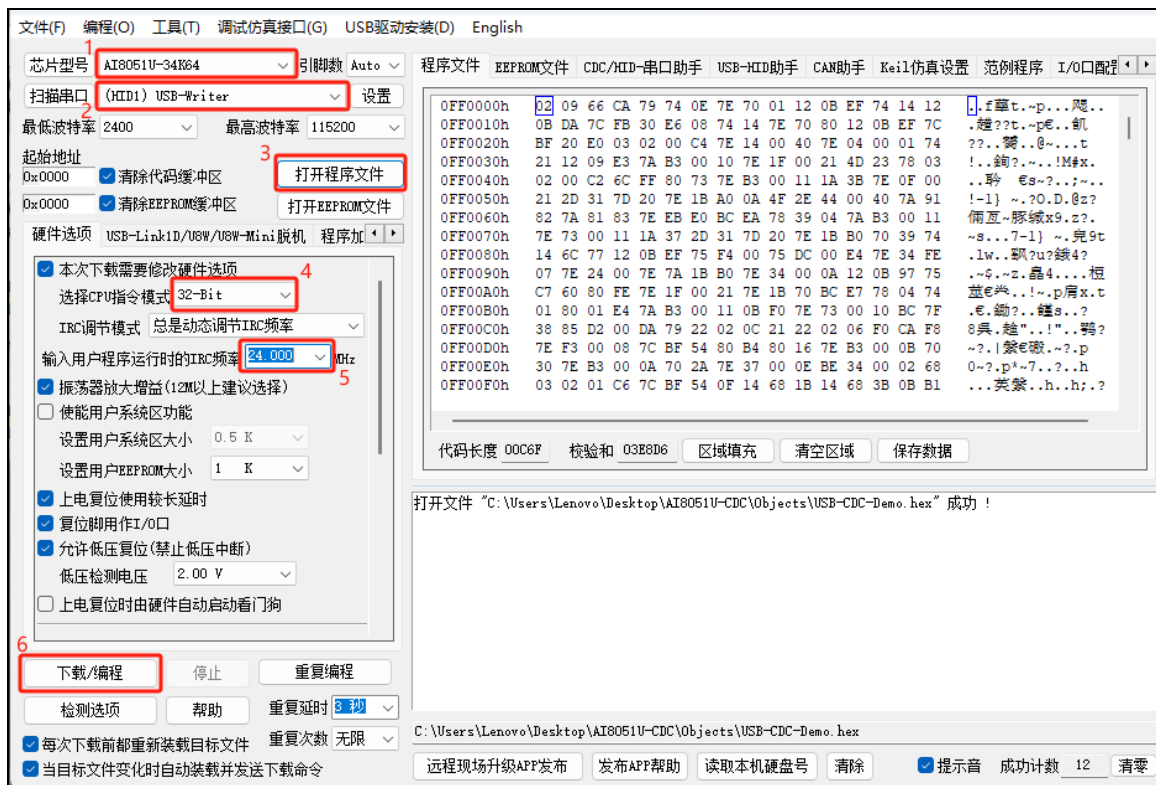 文件(F) 编程(O) 工具(T) 调试仿真接口(G) USB驱动安装(D) English
1
芯片型号 AI8051U-34K64 引脚数 Auto
扫描串口 (HID1) USB-Writer 设置
2
最低波特率 2400 最高波特率 115200
起始地址
3
0x0000 清除代码缓冲区 打开程序文件
0x0000 清除EEPROM缓冲区 打开EEPROM文件
硬件选项 USB-Link1D/U8W/U8W-Mini脱机 程序加
本次下载需要修改硬件选项
4
选择CPU指令模式 32-Bit
IRC调节模式 总是动态调节IRC频率
输入用户程序运行时的IRC频率 24.000 MHz
5
振荡器放大增益(12M以上建议选择)
使能用户系统区功能
设置用户系统区大小 0.5 K
设置用户EEPROM大小 1 K
上电复位使用较长延时
复位脚用作I/O口
允许低压复位(禁止低压中断)
低压检测电压 2.00 V
上电复位时由硬件自动启动看门狗
6
下载/编程 停止 重复编程
检测选项 帮助 重复延时 3 秒
每次下载前都重新装载目标文件 重复次数 无限
当目标文件变化时自动装载并发送下载命令
程序文件 EEPROM文件 CDC/HID-串口助手 USB-HID助手 CAN助手 Keil仿真设置 范例程序 I/O口配置
0FF0000h 02 09 66 CA 79 74 0E 7E 70 01 12 0B EF 74 14 12
0FF0010h 0B DA 7C FB 30 E6 08 74 14 7E 70 80 12 0B EF 7C
0FF0020h BF 20 E0 03 02 00 C4 7E 14 00 40 7E 04 00 01 74
0FF0030h 21 12 09 E3 7A B3 00 10 7E 1F 00 21 4D 23 78 03
0FF0040h 02 00 C2 6C FF 80 73 7E B3 00 11 1A 3B 7E 0F 00
0FF0050h 21 2D 31 7D 20 7E 1B A0 0A 4F 2E 44 00 40 7A 91
0FF0060h 82 7A 81 83 7E EB E0 BC EA 78 39 04 7A B3 00 11
0FF0070h 7E 73 00 11 1A 37 2D 31 7D 20 7E 1B B0 70 39 74
0FF0080h 14 6C 77 12 0B EF 75 F4 00 75 DC 00 E4 7E 34 FE
0FF0090h 07 7E 24 00 7E 7A 1B B0 7E 34 00 0A 12 0B 97 75
0FF00A0h C7 60 80 FE 7E 1F 00 21 7E 1B 70 BC E7 78 04 74
0FF00B0h 01 80 01 E4 7A B3 00 11 0B F0 7E 73 00 10 BC 7F
0FF00C0h 38 85 D2 00 DA 79 22 02 0C 21 22 02 06 F0 CA F8
0FF00D0h 7E F3 00 08 7C BF 54 80 B4 80 16 7E B3 00 0B 70
0FF00E0h 30 7E B3 00 0A 70 2A 7E 37 00 0E BE 34 00 02 68
0FF00F0h 03 02 01 C6 7C BF 54 0F 14 68 1B 14 68 3B 0B B1
代码长度 00C6F 校验和 03E8D6 区域填充 清空区域 保存数据
打开文件 "C:\Users\Lenovo\Desktop\AI8051U-CDC\Objects\USB-CDC-Demo.hex" 成功 !
C:\Users\Lenovo\Desktop\AI8051U-CDC\Objects\USB-CDC-Demo.hex
远程现场升级APP发布 发布APP帮助 读取本机硬盘号 清除 提示音 成功计数 12 清零